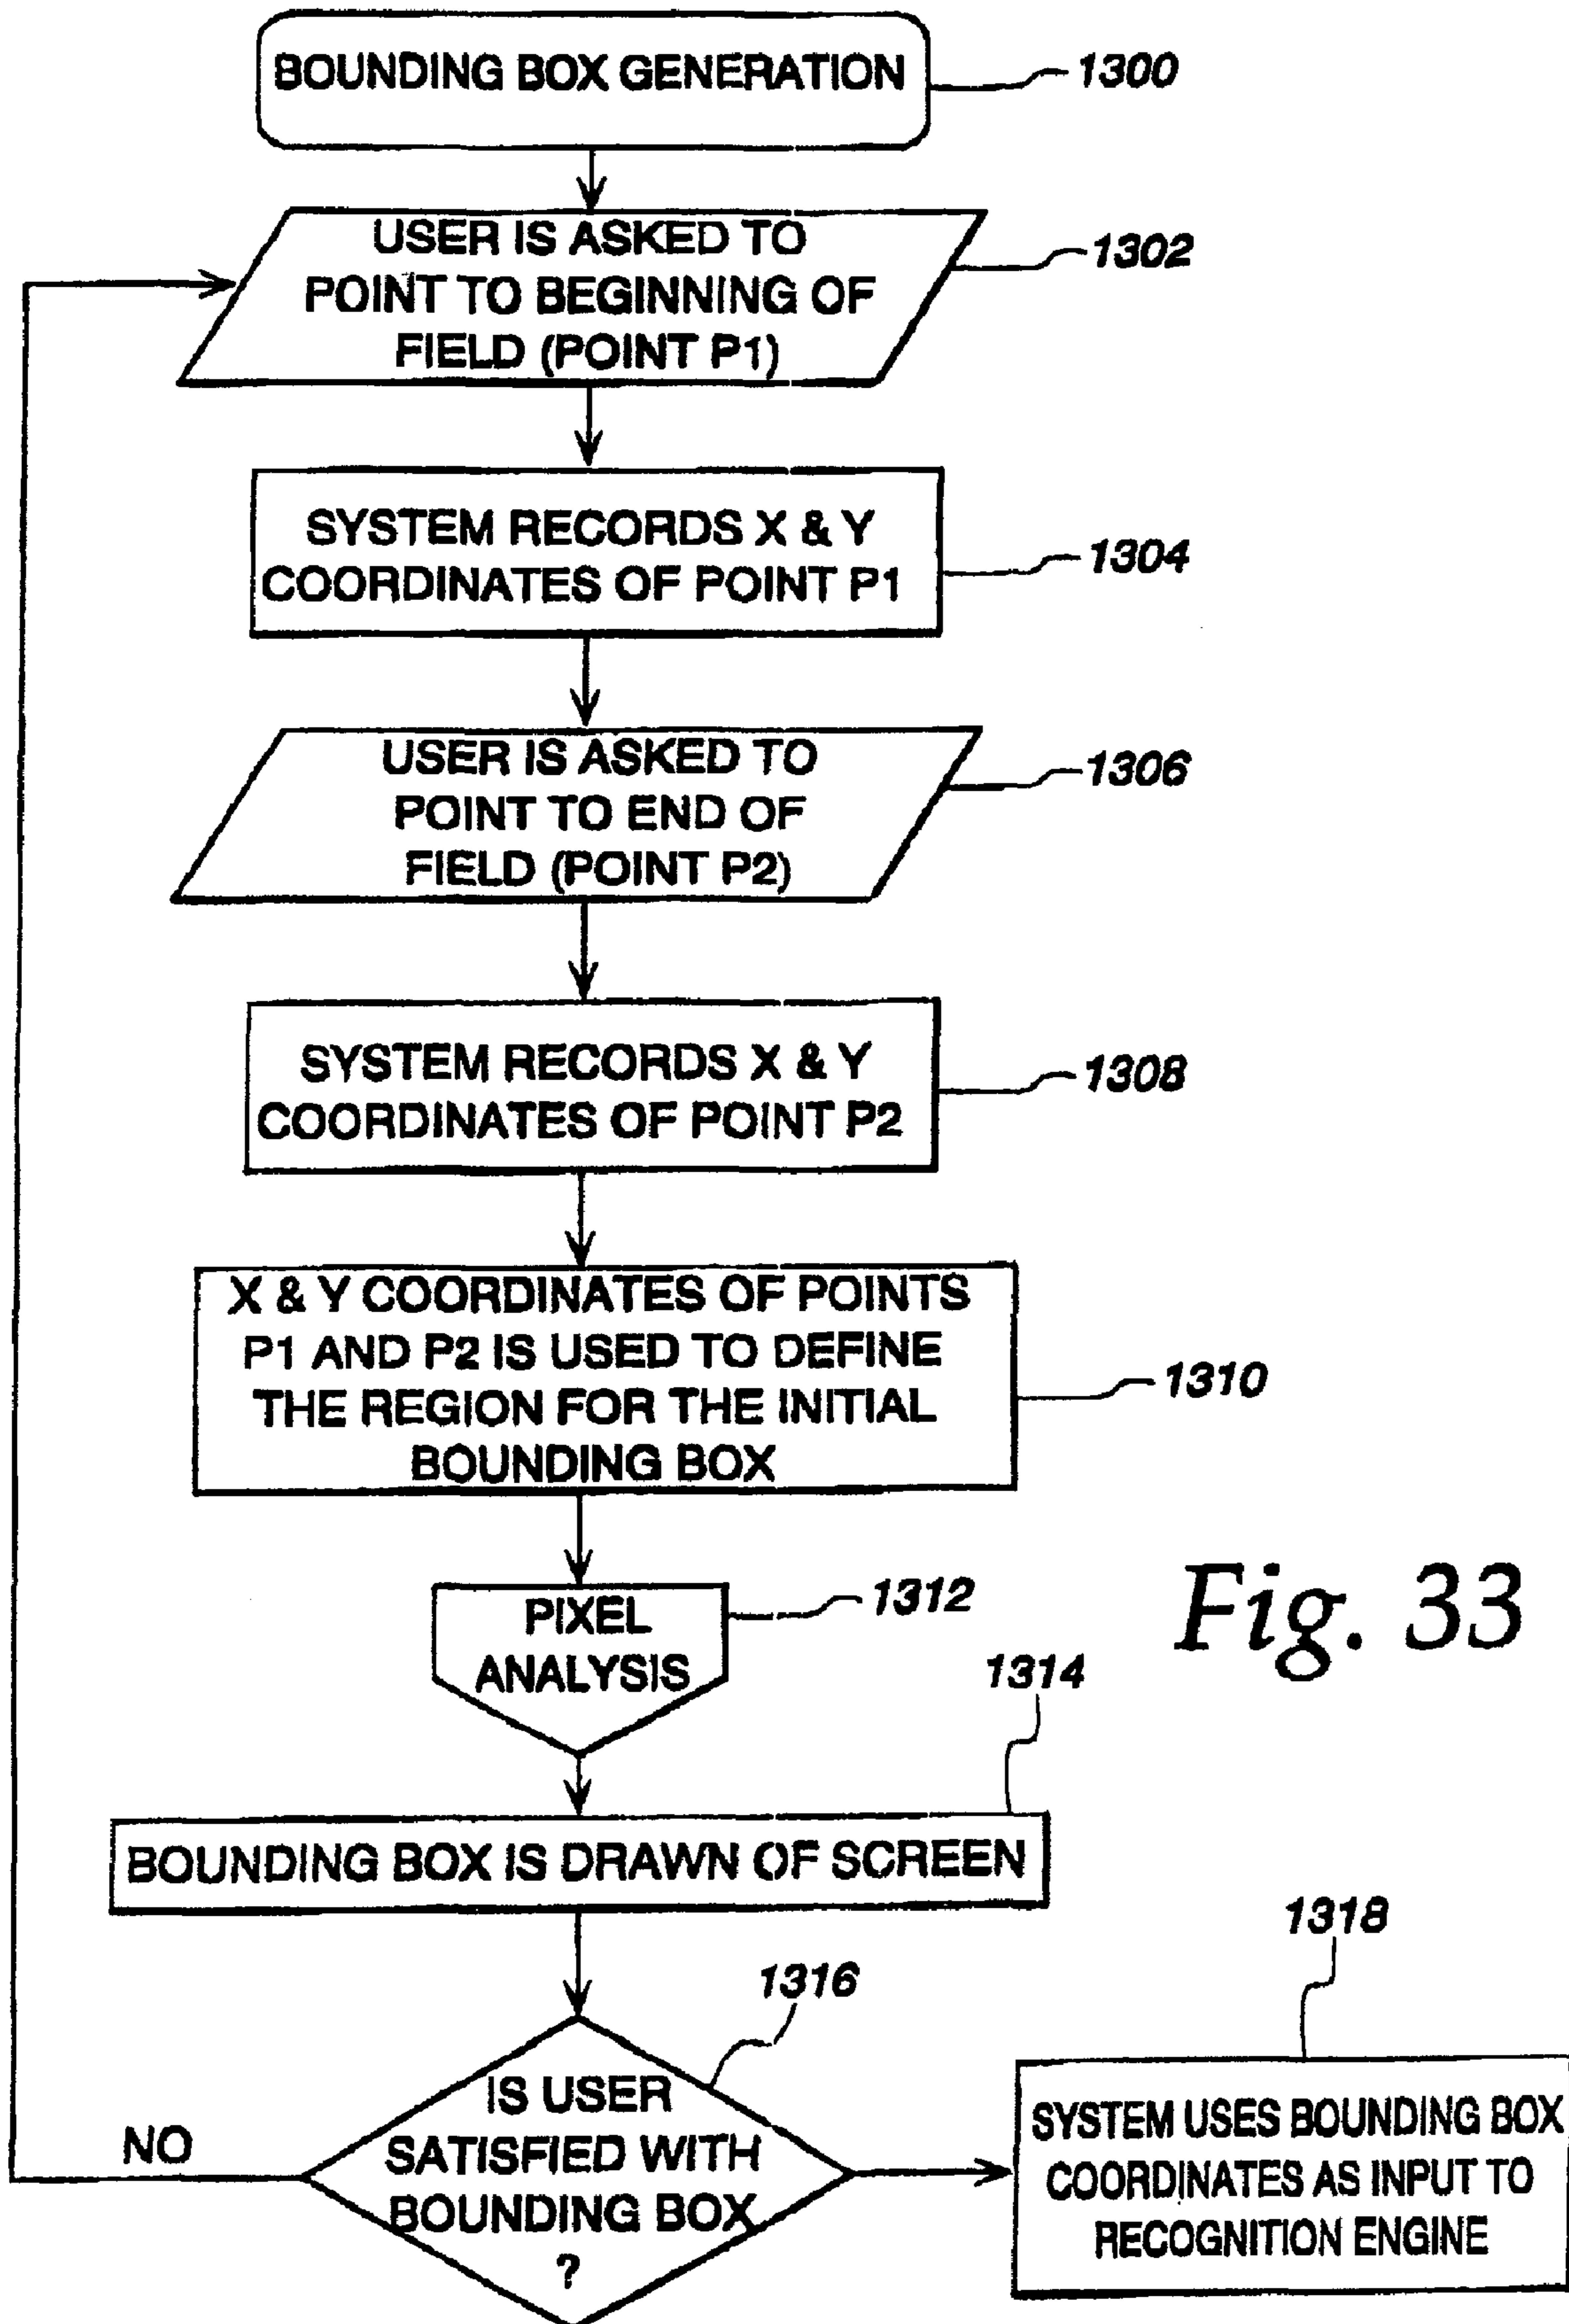 BOUNDING BOX GENERATION
1300
USER IS ASKED TO
POINT TO BEGINNING OF
FIELD (POINT P1)
1302
SYSTEM RECORDS X & Y
COORDINATES OF POINT P1
1304
USER IS ASKED TO
POINT TO END OF
FIELD (POINT P2)
1306
SYSTEM RECORDS X & Y
COORDINATES OF POINT P2
1308
X & Y COORDINATES OF POINTS
P1 AND P2 IS USED TO DEFINE
THE REGION FOR THE INITIAL
BOUNDING BOX
1310
PIXEL
ANALYSIS
1312
Fig. 33
1314
BOUNDING BOX IS DRAWN OF SCREEN
1316
IS USER
SATISFIED WITH
BOUNDING BOX
?
NO
1318
SYSTEM USES BOUNDING BOX
COORDINATES AS INPUT TO
RECOGNITION ENGINE